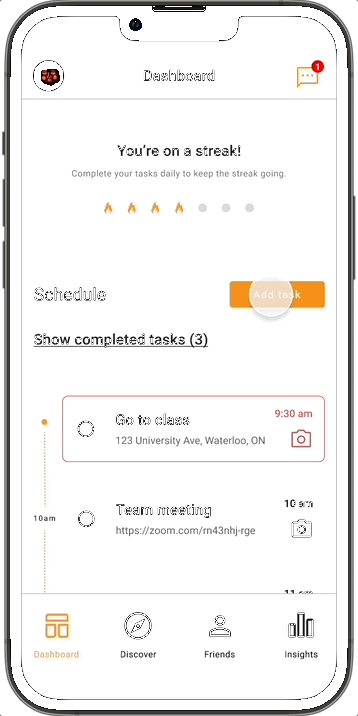 Dashboard
1
You're on a streak!
Complete your tasks daily to keep the streak going.
Schedule
Add task
Show completed tasks (3)
Go to class
9:30 am
123 University Ave, Waterloo, ON
10am
Team meeting
10 am
https://zoom.com/rn43nhj-rge
Dashboard
Discover
Friends
Insights